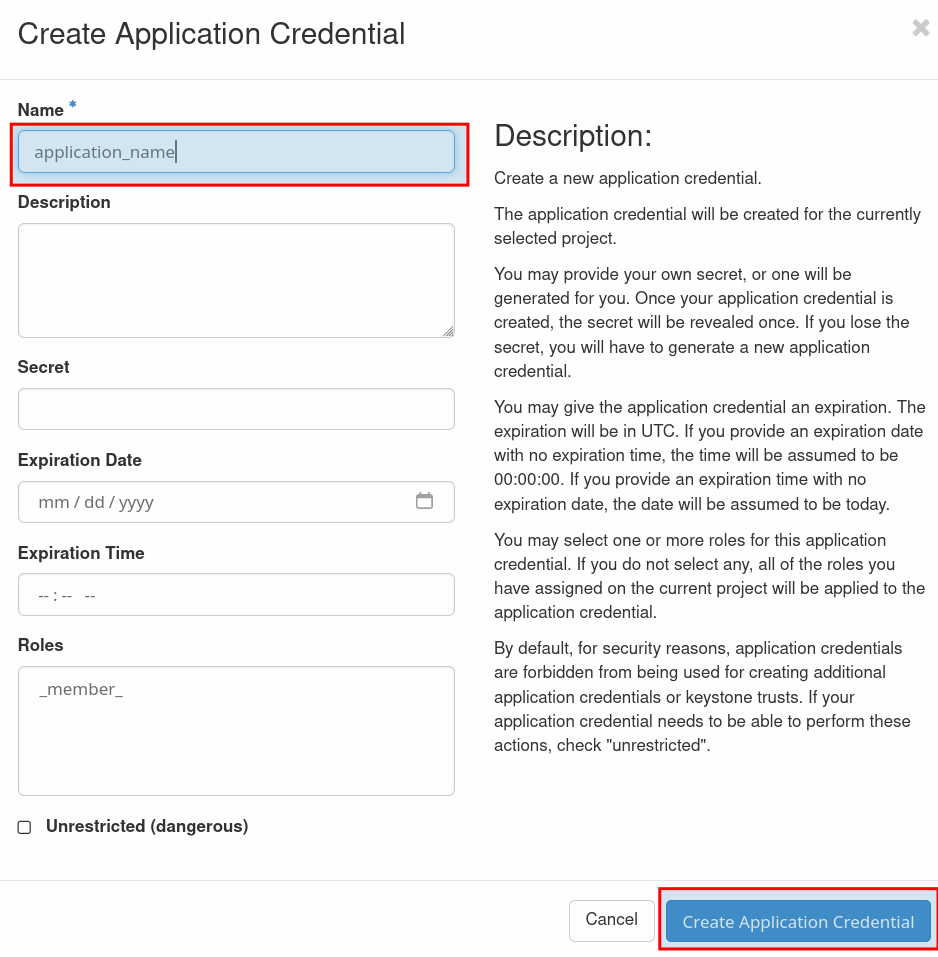 Create Application Credential
✖
Name *
application_name
Description
Secret
Expiration Date
mm / dd / yyyy
Expiration Time
-- : --  --
Roles
_member_
Unrestricted (dangerous)
Description:
Create a new application credential.
The application credential will be created for the currently
selected project.
You may provide your own secret, or one will be
generated for you. Once your application credential is
created, the secret will be revealed once. If you lose the
secret, you will have to generate a new application
credential.
You may give the application credential an expiration. The
expiration will be in UTC. If you provide an expiration date
with no expiration time, the time will be assumed to be
00:00:00. If you provide an expiration time with no
expiration date, the date will be assumed to be today.
You may select one or more roles for this application
credential. If you do not select any, all of the roles you
have assigned on the current project will be applied to the
application credential.
By default, for security reasons, application credentials
are forbidden from being used for creating additional
application credentials or keystone trusts. If your
application credential needs to be able to perform these
actions, check "unrestricted".
Cancel
Create Application Credential